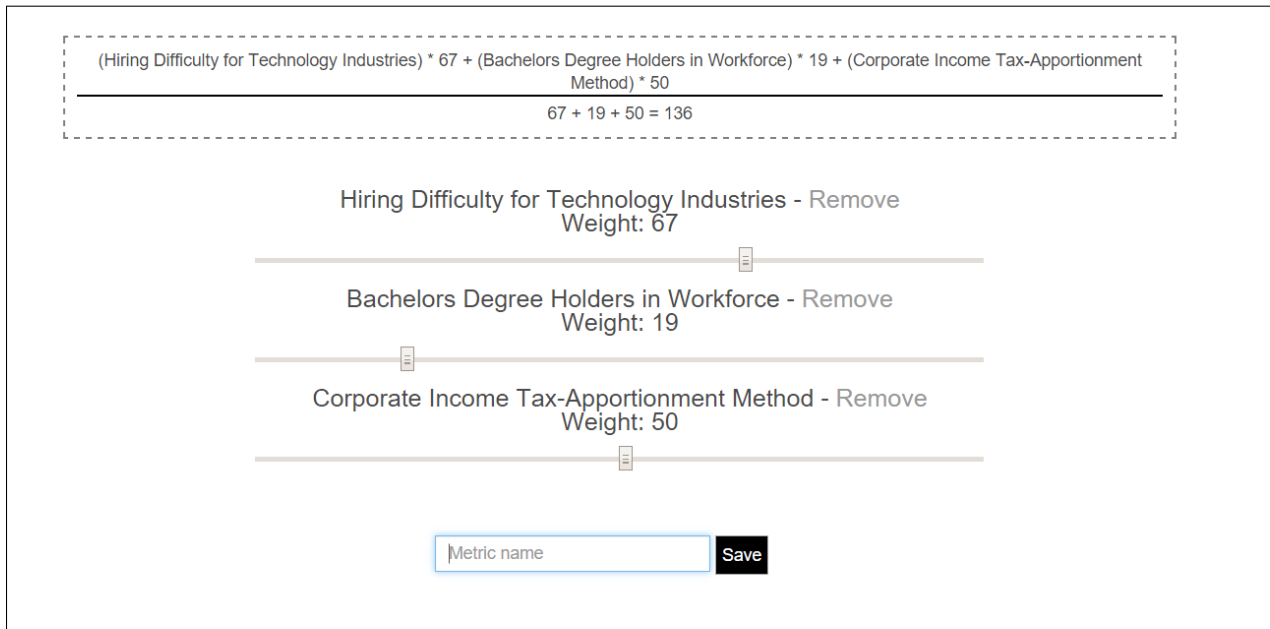 (Hiring Difficulty for Technology Industries) * 67 + (Bachelors Degree Holders in Workforce) * 19 + (Corporate Income Tax-Apportionment
Method) * 50
67 + 19 + 50 = 136
Hiring Difficulty for Technology Industries - Remove
Weight: 67
Bachelors Degree Holders in Workforce - Remove
Weight: 19
Corporate Income Tax-Apportionment Method - Remove
Weight: 50
Metric name Save